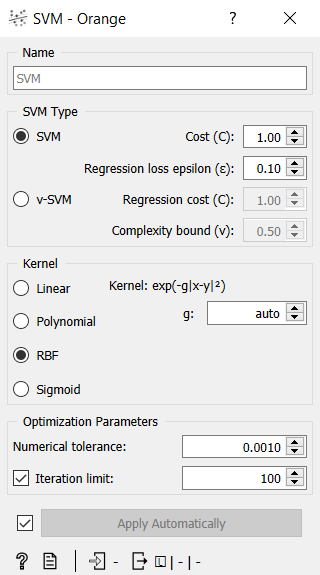 SVM - Orange ? ×
Name
SVM
SVM Type
SVM Cost (C): 1.00
Regression loss epsilon (ε): 0.10
v-SVM Regression cost (C): 1.00
Complexity bound (v): 0.50
Kernel
Linear Kernel: exp(-g|x-y|²)
Polynomial g: auto
RBF
Sigmoid
Optimization Parameters
Numerical tolerance: 0.0010
Iteration limit: 100
Apply Automatically
? | - | - | -